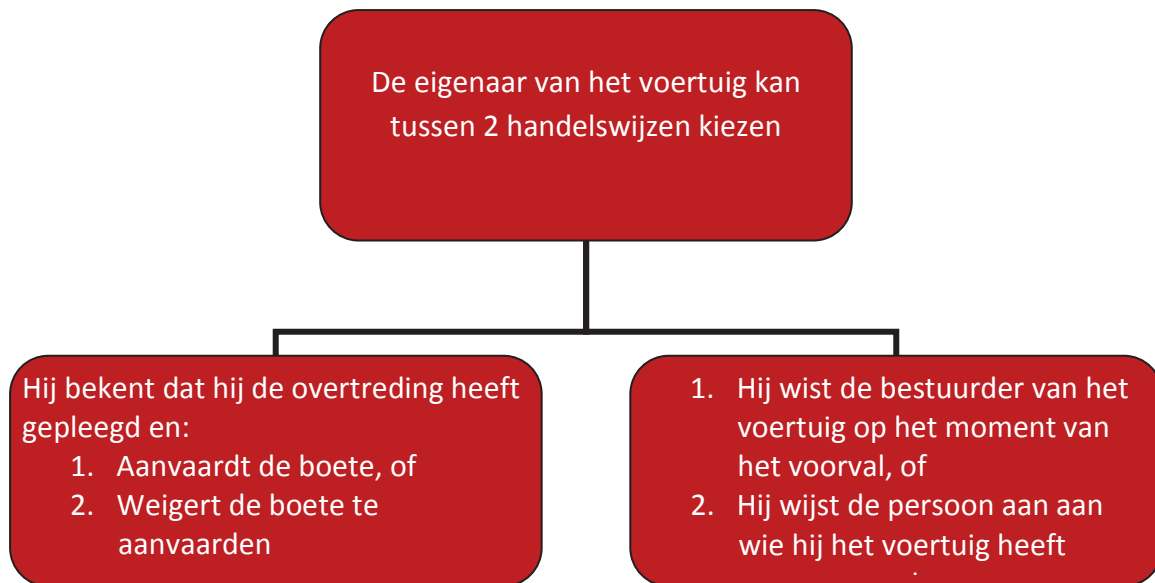 De eigenaar van het voertuig kan
tussen 2 handelswijzen kiezen
Hij bekent dat hij de overtreding heeft
gepleegd en:
1. Aanvaardt de boete, of
2. Weigert de boete te
aanvaarden
1. Hij wist de bestuurder van het
voertuig op het moment van
het voorval, of
2. Hij wijst de persoon aan aan
wie hij het voertuig heeft